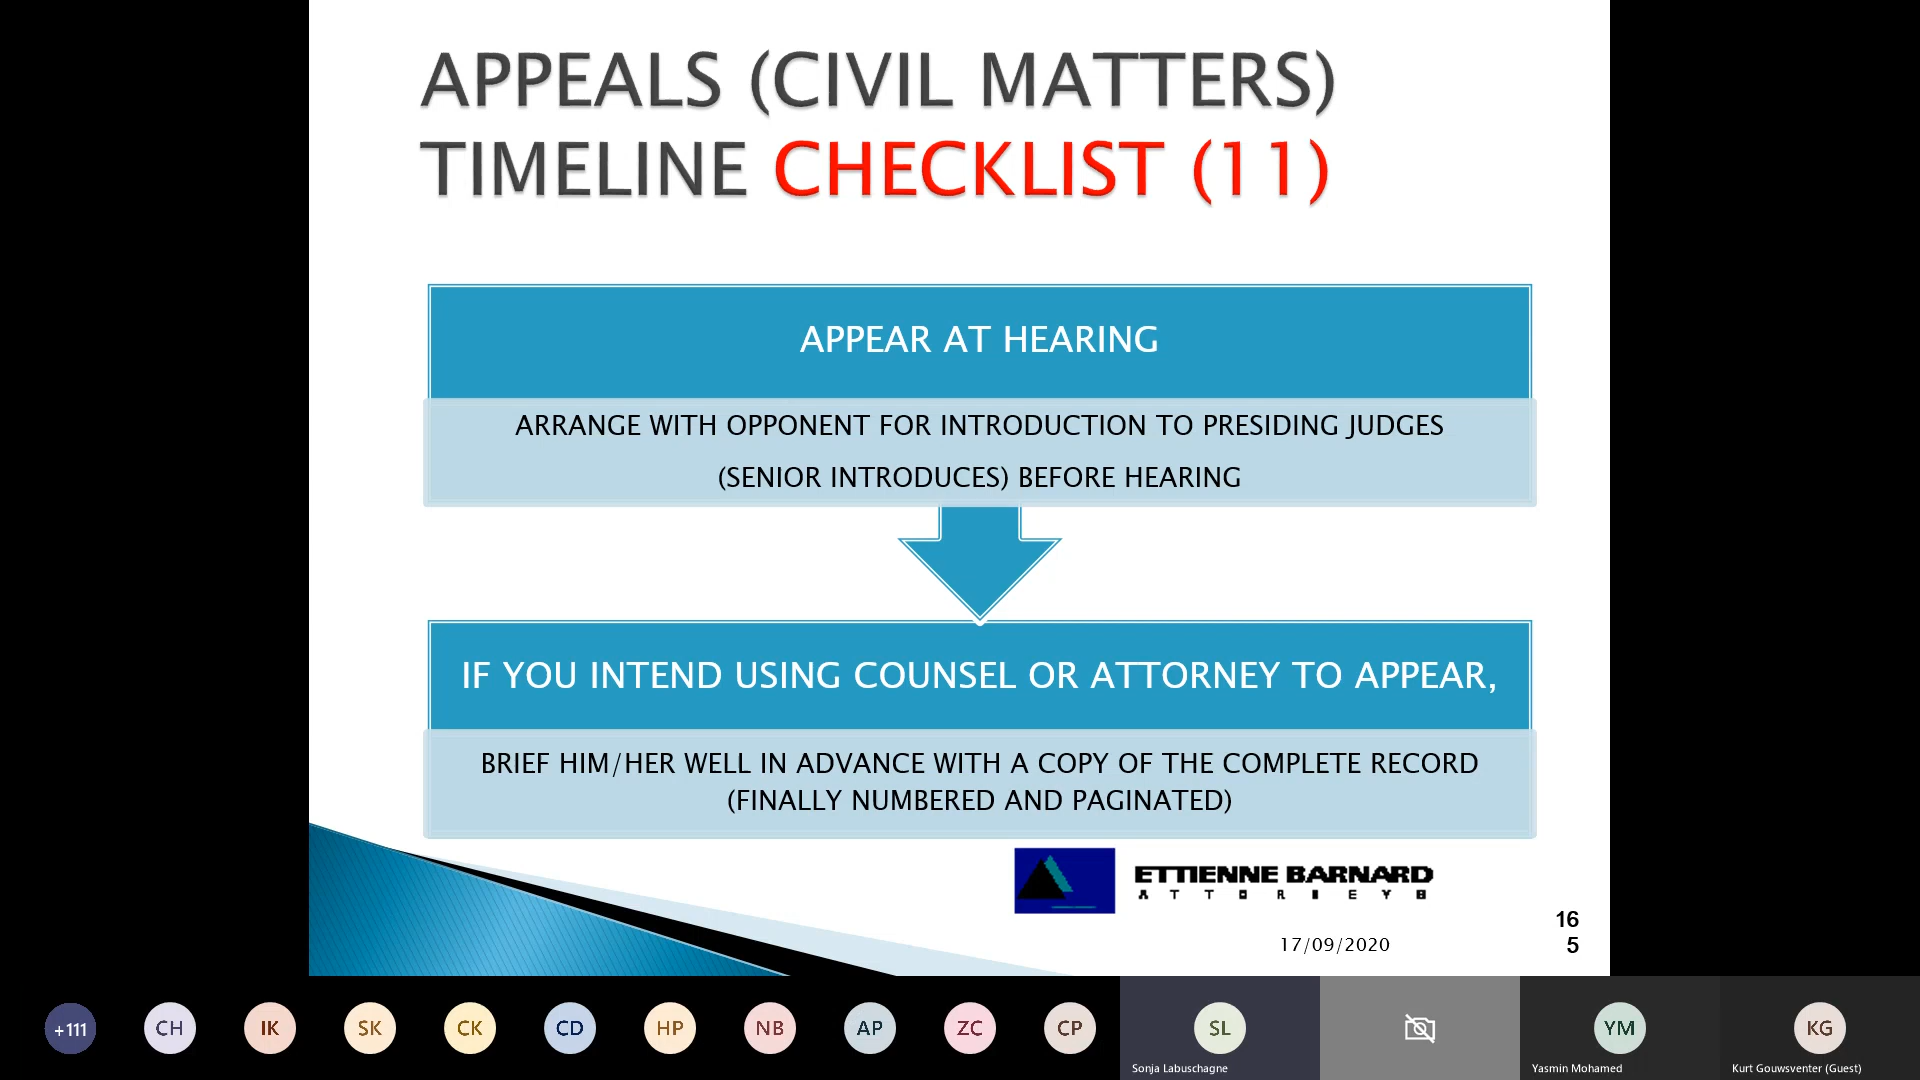 APPEALS (CIVIL MATTERS)
TIMELINE CHECKLIST (11)
APPEAR AT HEARING
ARRANGE WITH OPPONENT FOR INTRODUCTION TO PRESIDING JUDGES
(SENIOR INTRODUCES) BEFORE HEARING
IF YOU INTEND USING COUNSEL OR ATTORNEY TO APPEAR,
BRIEF HIM/HER WELL IN ADVANCE WITH A COPY OF THE COMPLETE RECORD
(FINALLY NUMBERED AND PAGINATED)
ETTIENNE BARNARD
ATTORNEYS
17/09/2020
16
5
+111
CH
IK
SK
CK
CD
HP
NB
AP
ZC
CP
SL
YM
KG
Sonja Labuschagne
Yasmin Mohamed
Kurt Gouwsventer (Guest)